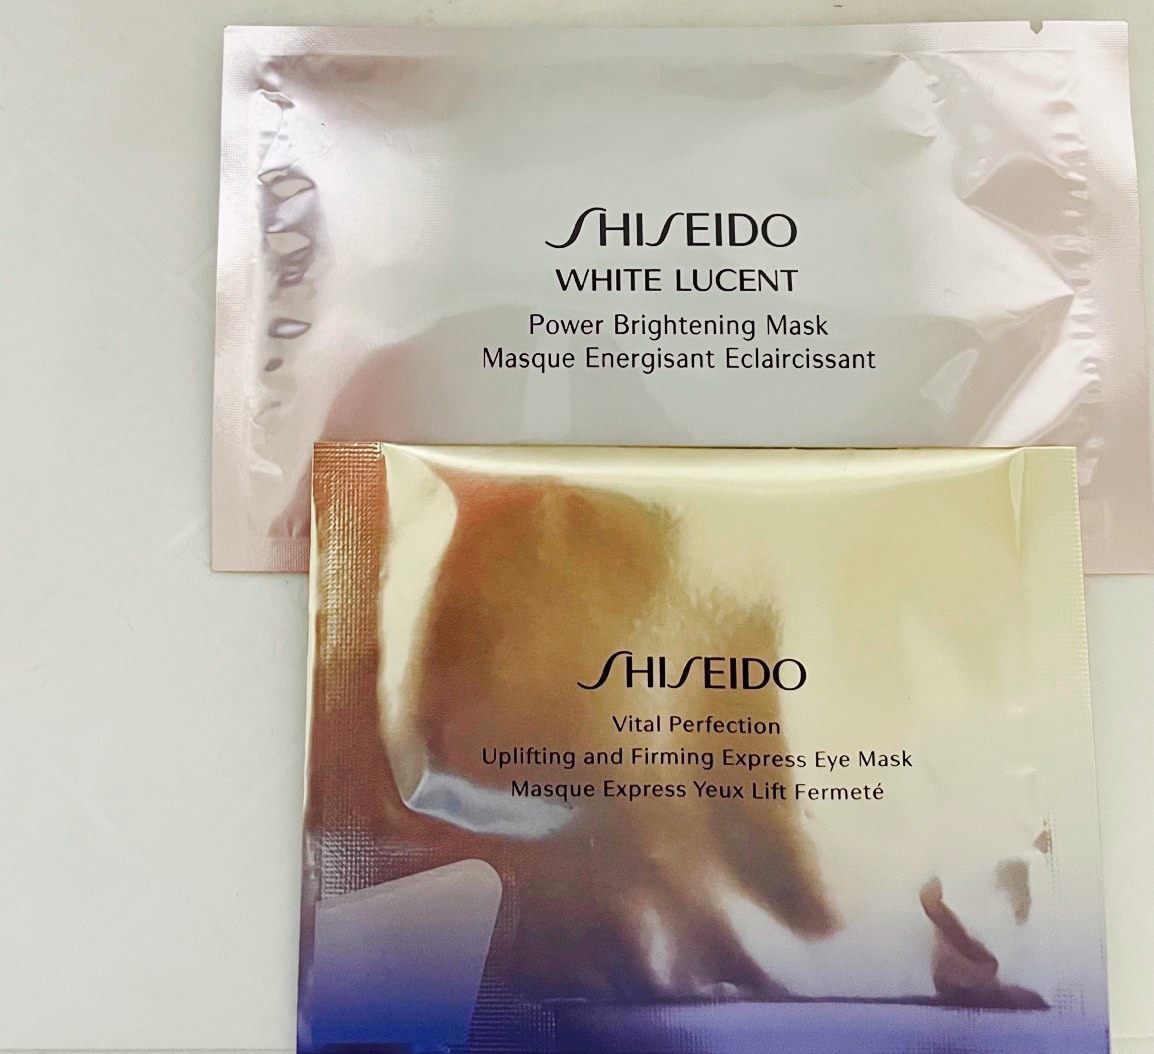 SHISEIDO
WHITE LUCENT
Power Brightening Mask
Masque Energisant Eclaircissant
SHISEIDO
Vital Perfection
Uplifting and Firming Express Eye Mask
Masque Express Yeux Lift Fermeté